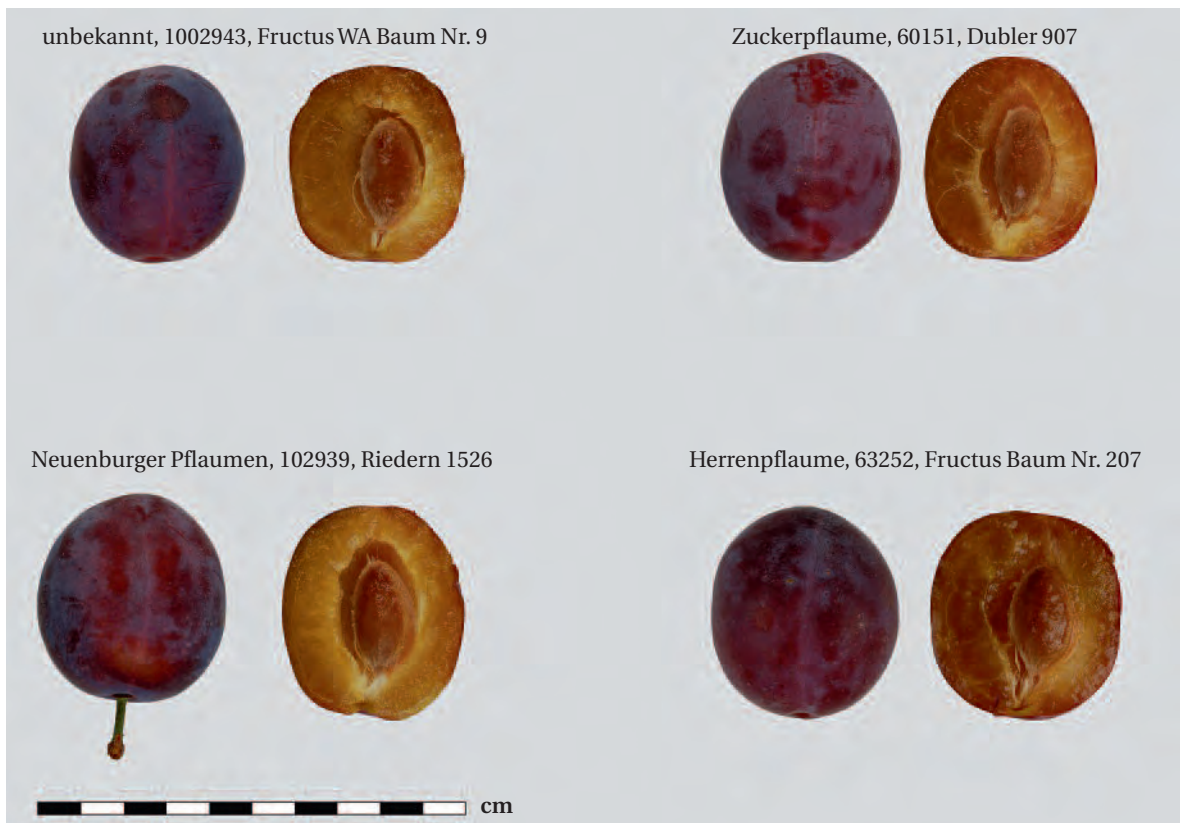 unbekannt, 1002943, Fructus WA Baum Nr. 9
Zuckerpflaume, 60151, Dubler 907
Neuenburger Pflaumen, 102939, Riedern 1526
Herrenpflaume, 63252, Fructus Baum Nr. 207
cm